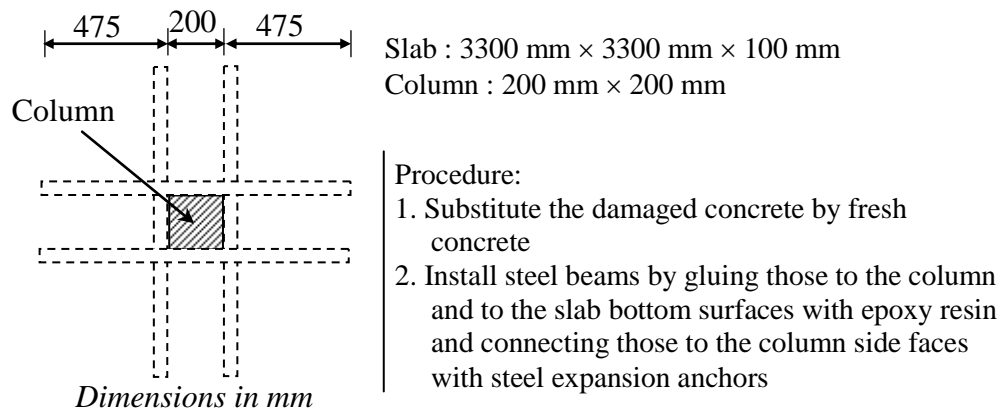 475 200 475
Slab : 3300 mm × 3300 mm × 100 mm
Column : 200 mm × 200 mm
Column
Procedure:
1. Substitute the damaged concrete by fresh
concrete
2. Install steel beams by gluing those to the column
and to the slab bottom surfaces with epoxy resin
and connecting those to the column side faces
with steel expansion anchors
Dimensions in mm